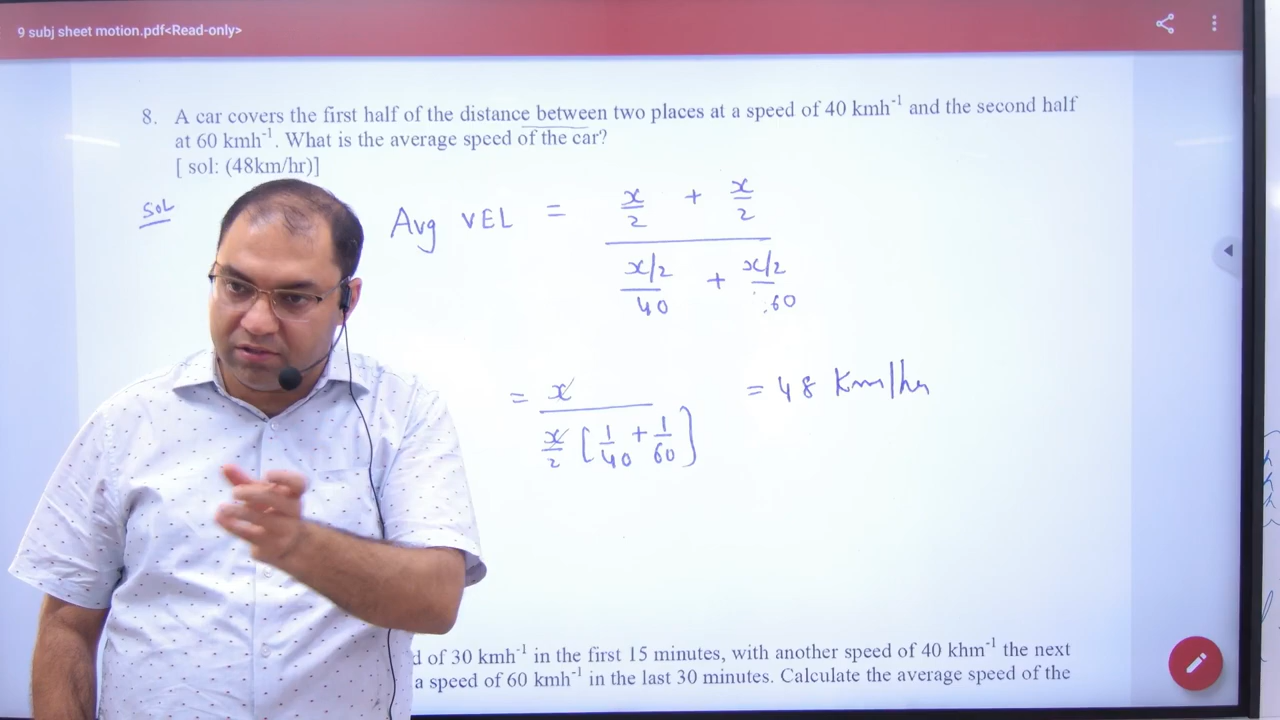 9 subj sheet motion.pdf<Read-only>
8. A car covers the first half of the distance between two places at a speed of 40 kmh⁻¹ and the second half
at 60 kmh⁻¹. What is the average speed of the car?
[ sol: (48km/hr)]
Sol
Avg VEL = x/2 + x/2
x/2 / 40 + x/2 / 60
= x / x/2 [1/40 + 1/60] = 48 Km/hr
d of 30 kmh⁻¹ in the first 15 minutes, with another speed of 40 khm⁻¹ the next
a speed of 60 kmh⁻¹ in the last 30 minutes. Calculate the average speed of the